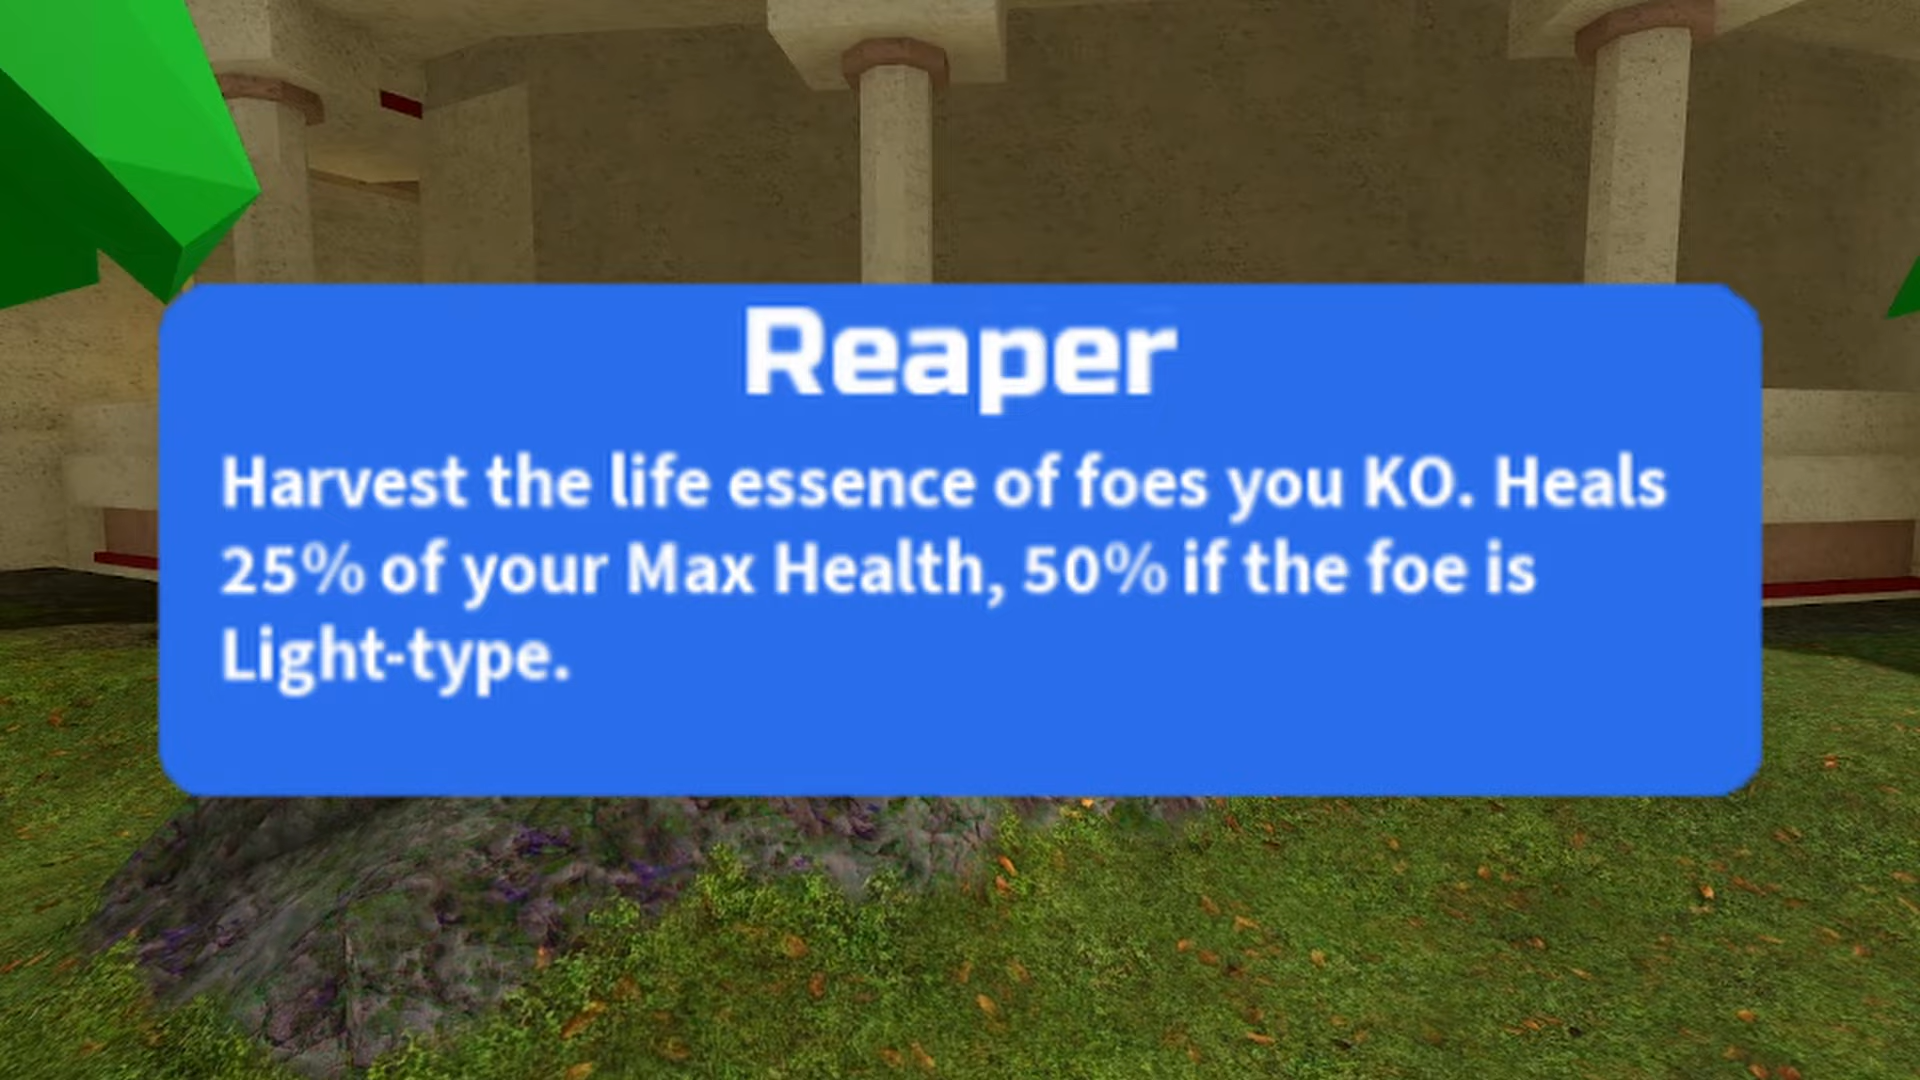 Reaper
Harvest the life essence of foes you KO. Heals
25% of your Max Health, 50% if the foe is
Light-type.